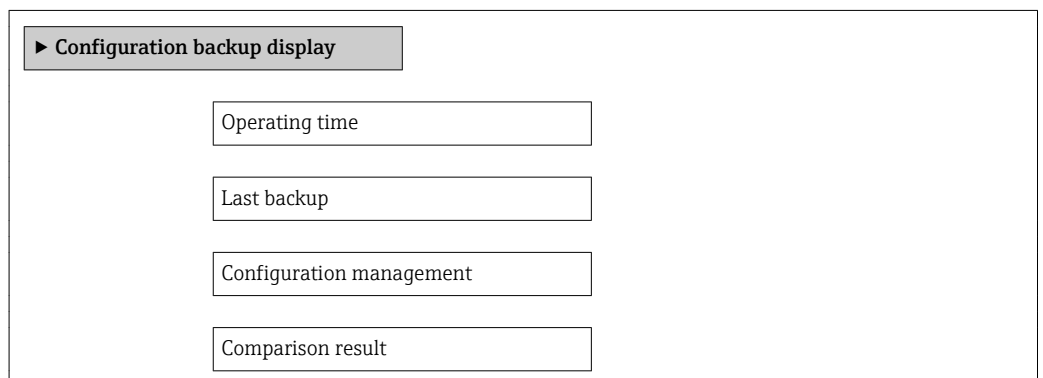 ▶ Configuration backup display
Operating time
Last backup
Configuration management
Comparison result